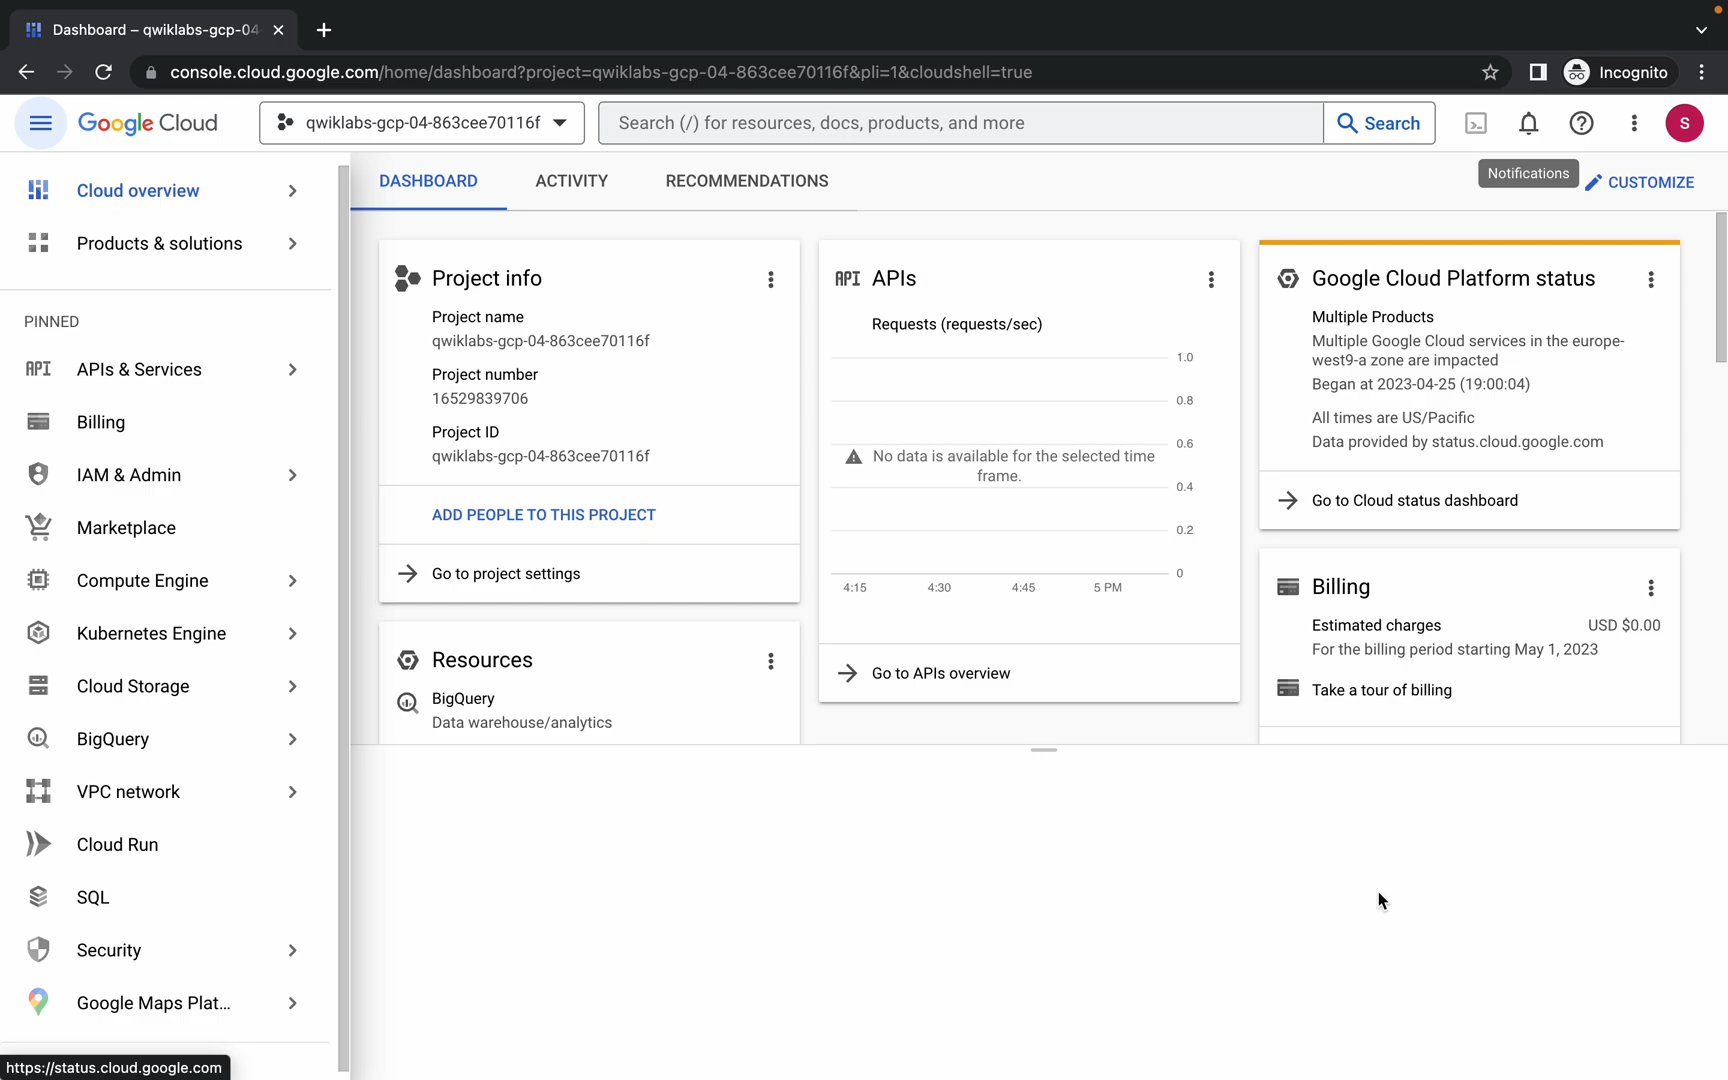 Dashboard – qwiklabs-gcp-04
console.cloud.google.com/home/dashboard?project=qwiklabs-gcp-04-863cee70116f&pli=1&cloudshell=true
Incognito
Google Cloud
qwiklabs-gcp-04-863cee70116f
Search (/) for resources, docs, products, and more
Search
S
Cloud overview
Products & solutions
PINNED
APIs & Services
Billing
IAM & Admin
Marketplace
Compute Engine
Kubernetes Engine
Cloud Storage
BigQuery
VPC network
Cloud Run
SQL
Security
Google Maps Plat...
https://status.cloud.google.com
DASHBOARD
ACTIVITY
RECOMMENDATIONS
Notifications
CUSTOMIZE
Project info
Project name
qwiklabs-gcp-04-863cee70116f
Project number
16529839706
Project ID
qwiklabs-gcp-04-863cee70116f
ADD PEOPLE TO THIS PROJECT
Go to project settings
Resources
BigQuery
Data warehouse/analytics
API APIs
Requests (requests/sec)
1.0
0.8
0.6
No data is available for the selected time
frame.
0.4
0.2
0
4:15 4:30 4:45 5 PM
Go to APIs overview
Google Cloud Platform status
Multiple Products
Multiple Google Cloud services in the europe-
west9-a zone are impacted
Began at 2023-04-25 (19:00:04)
All times are US/Pacific
Data provided by status.cloud.google.com
Go to Cloud status dashboard
Billing
Estimated charges USD $0.00
For the billing period starting May 1, 2023
Take a tour of billing